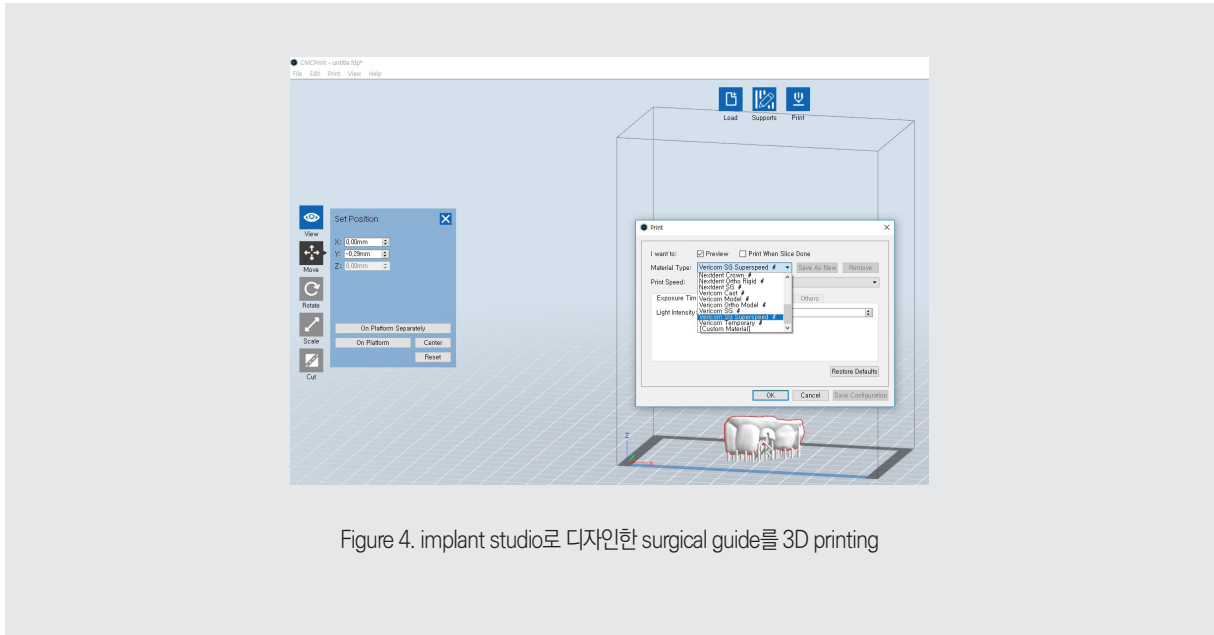 CMCPrint - untitle.fdp*
File Edit Print View Help
Load Supports Print
View
Move
Rotate
Scale
Cut
Set Position
X: 0,00mm
Y: -0,29mm
Z: 0,00mm
On Platform Separately
On Platform Center
Reset
Print
I want to: Preview Print When Slice Done
Material Type: Vericom SG Superspeed # Save As New Remove
Print Speed:
Nextdent Crown #
Nextdent Ortho Rigid #
Nextdent SG #
Vericom Cast #
Vericom Model #
Vericom Ortho Model #
Vericom SG #
Vericom SG Superspeed #
Vericom Temporary #
[Custom Material]
Exposure Tim Others
Light Intensity:
Restore Defaults
OK Cancel Save Configuration
Z
X
Figure 4. implant studio로 디자인한 surgical guide를 3D printing